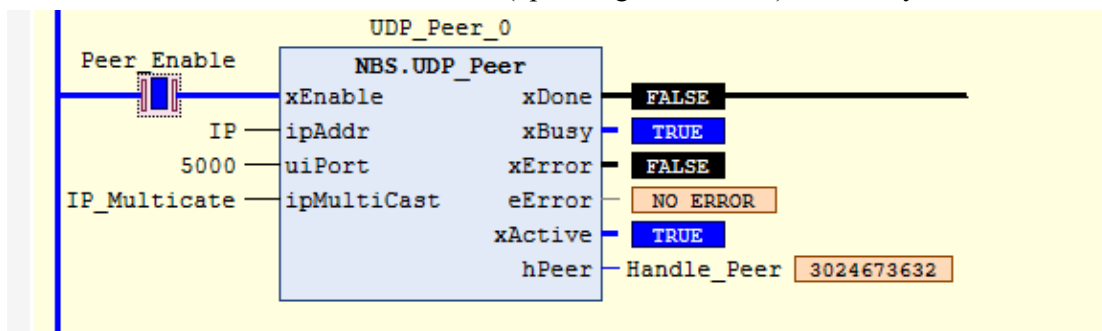 UDP_Peer_0
Peer_Enable
NBS.UDP_Peer
xEnable xDone FALSE
IP ipAddr xBusy TRUE
5000 uiPort xError FALSE
IP_Multicate ipMultiCast eError NO ERROR
xActive TRUE
hPeer Handle_Peer 3024673632